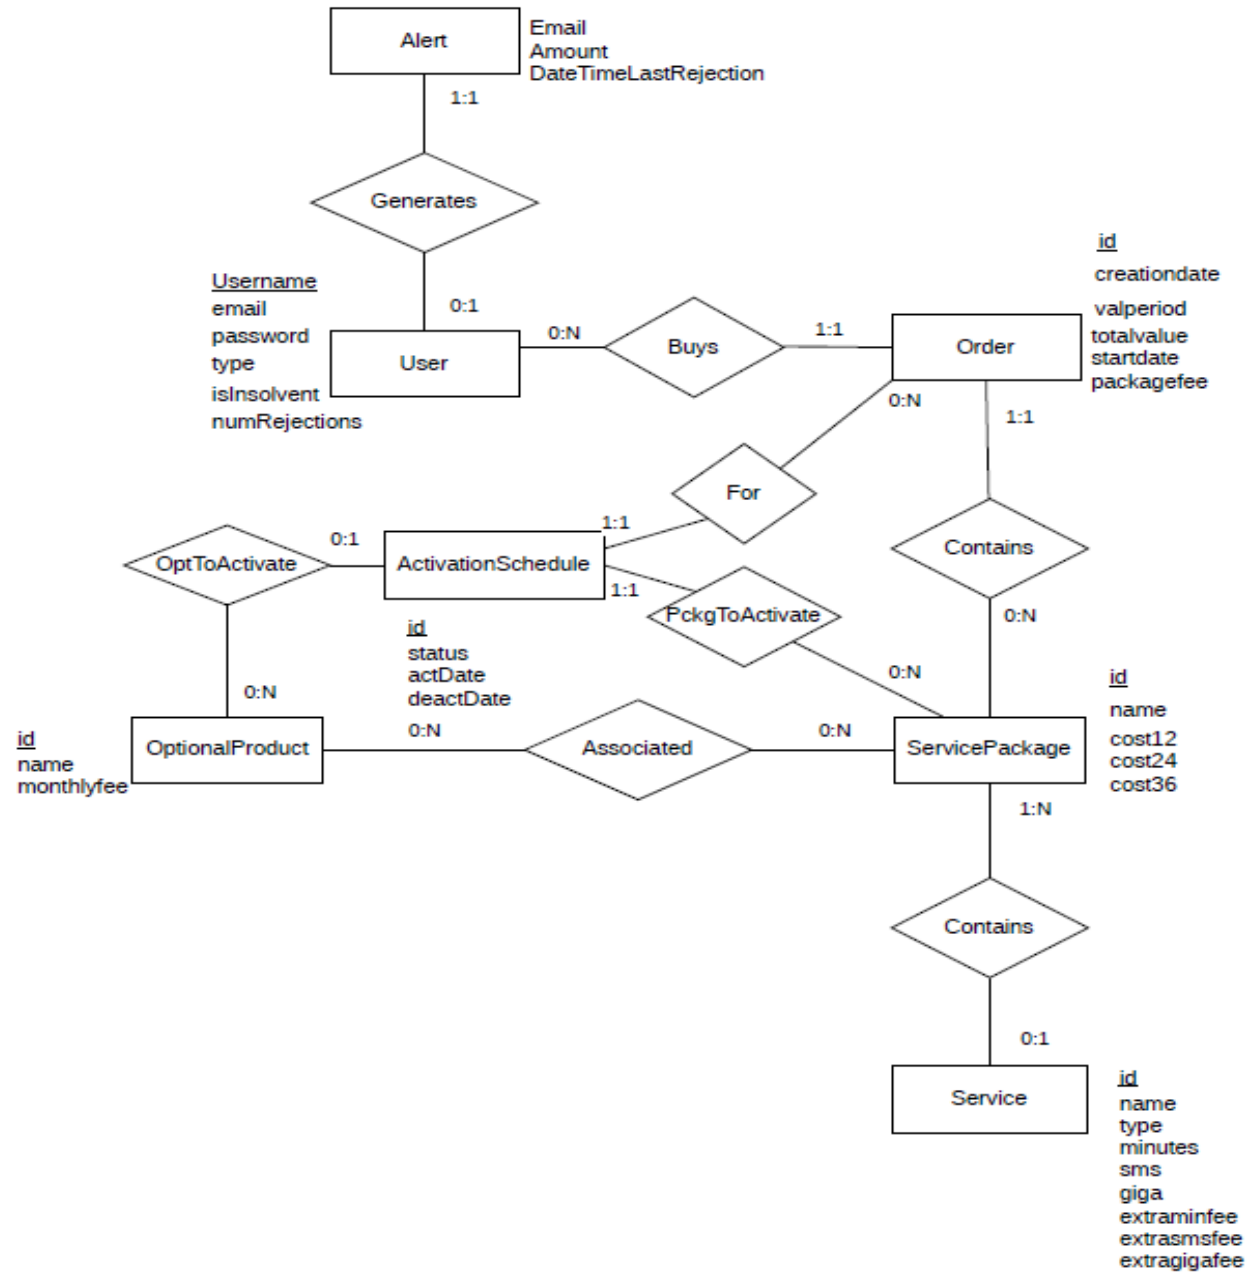 Alert
Email
Amount
DateTimeLastRejection
1:1
Generates
Username
email
password
type
isInsolvent
numRejections
0:1
User
0:N
Buys
1:1
Order
id
creationdate
valperiod
totalvalue
startdate
packagefee
0:N
1:1
For
1:1
Contains
OptToActivate
0:1
ActivationSchedule
1:1
PckgToActivate
0:N
id
status
actDate
deactDate
0:N
0:N
id
name
monthlyfee
OptionalProduct
0:N
Associated
0:N
ServicePackage
id
name
cost12
cost24
cost36
1:N
Contains
0:1
Service
id
name
type
minutes
sms
giga
extraminfee
extrasmsfee
extragigafee